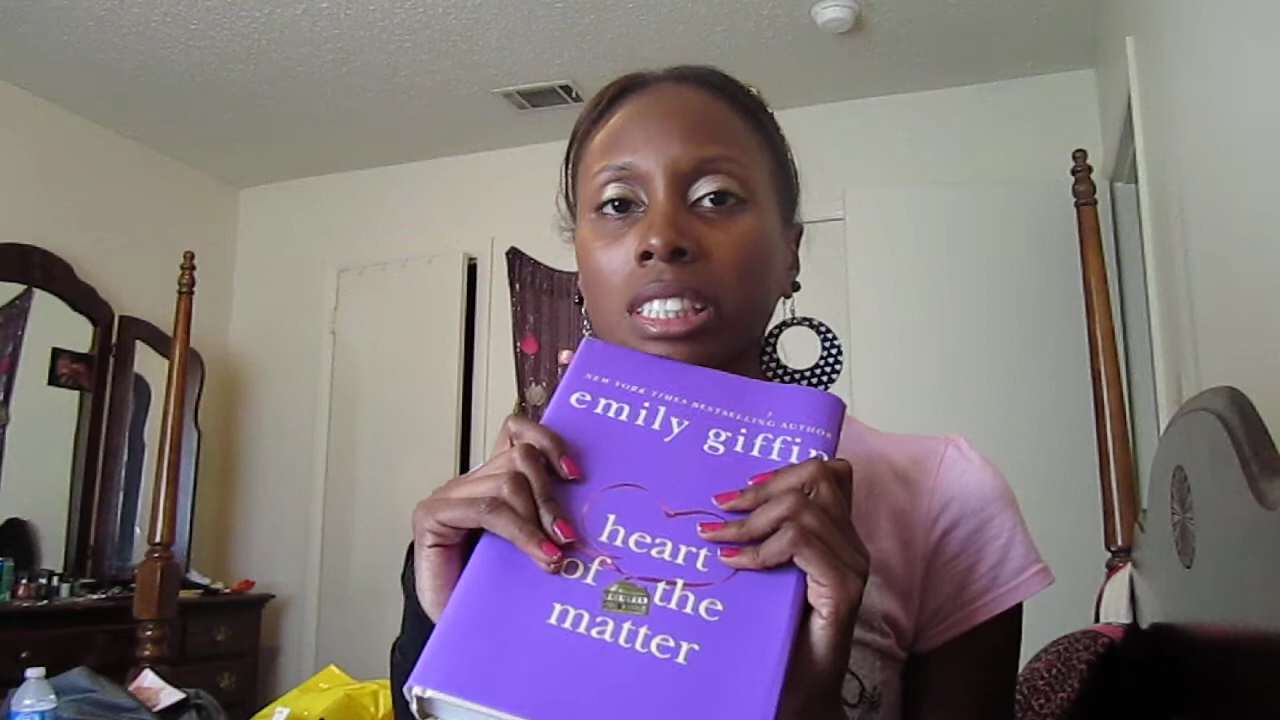 NEW YORK TIMES BESTSELLING AUTHOR
emily giffin
heart
of the
matter